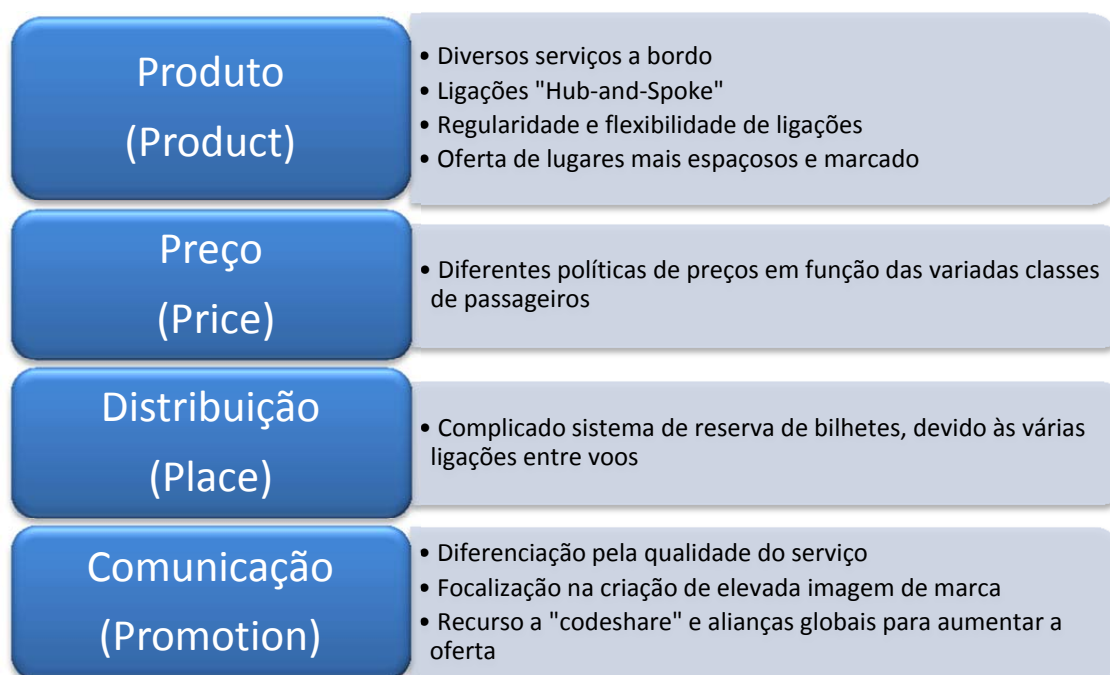 Produto
(Product)
• Diversos serviços a bordo
• Ligações "Hub-and-Spoke"
• Regularidade e flexibilidade de ligações
• Oferta de lugares mais espaçosos e marcado
Preço
(Price)
• Diferentes políticas de preços em função das variadas classes
de passageiros
Distribuição
(Place)
• Complicado sistema de reserva de bilhetes, devido às várias
ligações entre voos
Comunicação
(Promotion)
• Diferenciação pela qualidade do serviço
• Focalização na criação de elevada imagem de marca
• Recurso a "codeshare" e alianças globais para aumentar a
oferta